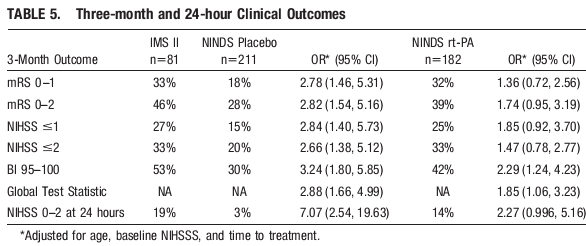 TABLE 5. Three-month and 24-hour Clinical Outcomes
IMS II NINDS Placebo NINDS rt-PA
3-Month Outcome n=81 n=211 OR* (95% CI) n=182 OR* (95% CI)
mRS 0–1 33% 18% 2.78 (1.46, 5.31) 32% 1.36 (0.72, 2.56)
mRS 0–2 46% 28% 2.82 (1.54, 5.16) 39% 1.74 (0.95, 3.19)
NIHSS ≤1 27% 15% 2.84 (1.40, 5.73) 25% 1.85 (0.92, 3.70)
NIHSS ≤2 33% 20% 2.66 (1.38, 5.12) 33% 1.47 (0.78, 2.77)
BI 95–100 53% 30% 3.24 (1.80, 5.85) 42% 2.29 (1.24, 4.23)
Global Test Statistic NA NA 2.88 (1.66, 4.99) NA 1.85 (1.06, 3.23)
NIHSS 0–2 at 24 hours 19% 3% 7.07 (2.54, 19.63) 14% 2.27 (0.996, 5.16)
*Adjusted for age, baseline NIHSSS, and time to treatment.